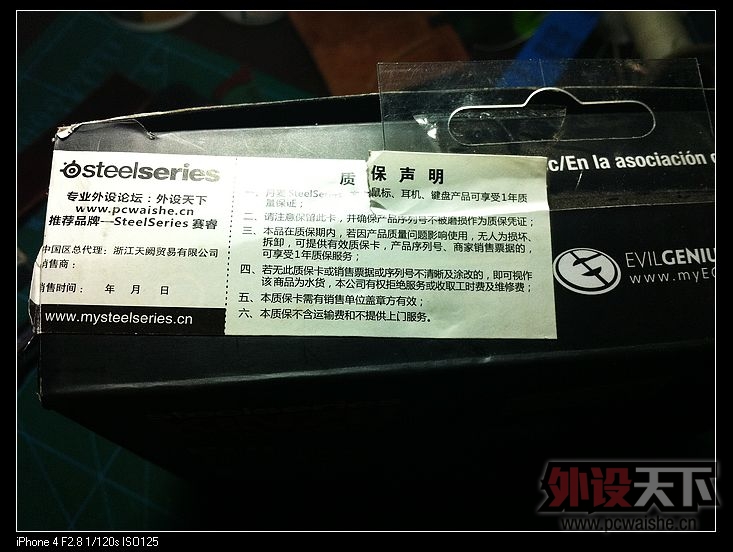 steelseries
专业外设论坛：外设天下
www.pcwaishe.cn
推荐品牌—SteelSeries 赛睿
中国区总代理：浙江天阙贸易有限公司
销售商：
销售时间： 年 月 日
www.mysteelseries.cn
质保声明
一、 SteelSeries 鼠标、耳机、键盘产品可享受1年质
量保证；
二、请注意保留此卡，并确保产品序列号不被磨损作为质保凭证；
三、本品在质保期内，若因产品质量问题影响使用，无人为损坏、
拆卸，可提供有效质保卡，产品序列号、商家销售票据的，
可享受1年质保服务；
四、若无此质保卡或销售票据或序列号不清晰及涂改的，即可视作
该商品为水货，本公司有权拒绝服务或收取工时费及维修费；
五、本质保卡需有销售单位盖章方有效；
六、本质保不含运输费和不提供上门服务。
c/En la asociación
EVILGENIU
www.myEG
外设天下
www.pcwaishe.cn
iPhone 4 F2.8 1/120s ISO125